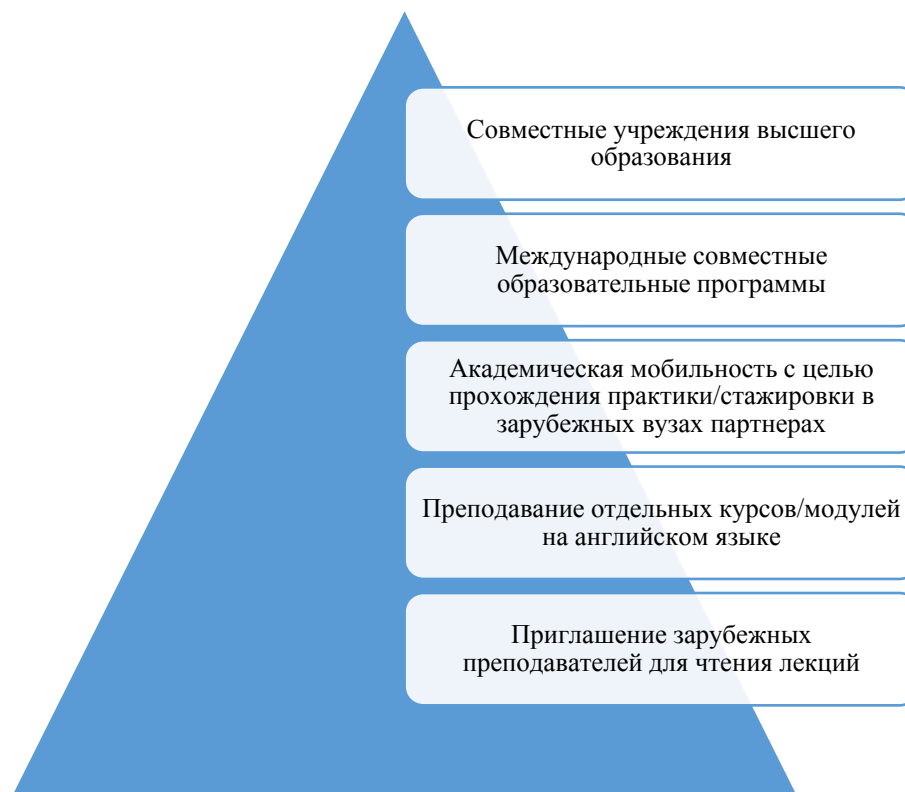 Совместные учреждения высшего
образования
Международные совместные
образовательные программы
Академическая мобильность с целью
прохождения практики/стажировки в
зарубежных вузах партнерах
Преподавание отдельных курсов/модулей
на английском языке
Приглашение зарубежных
преподавателей для чтения лекций